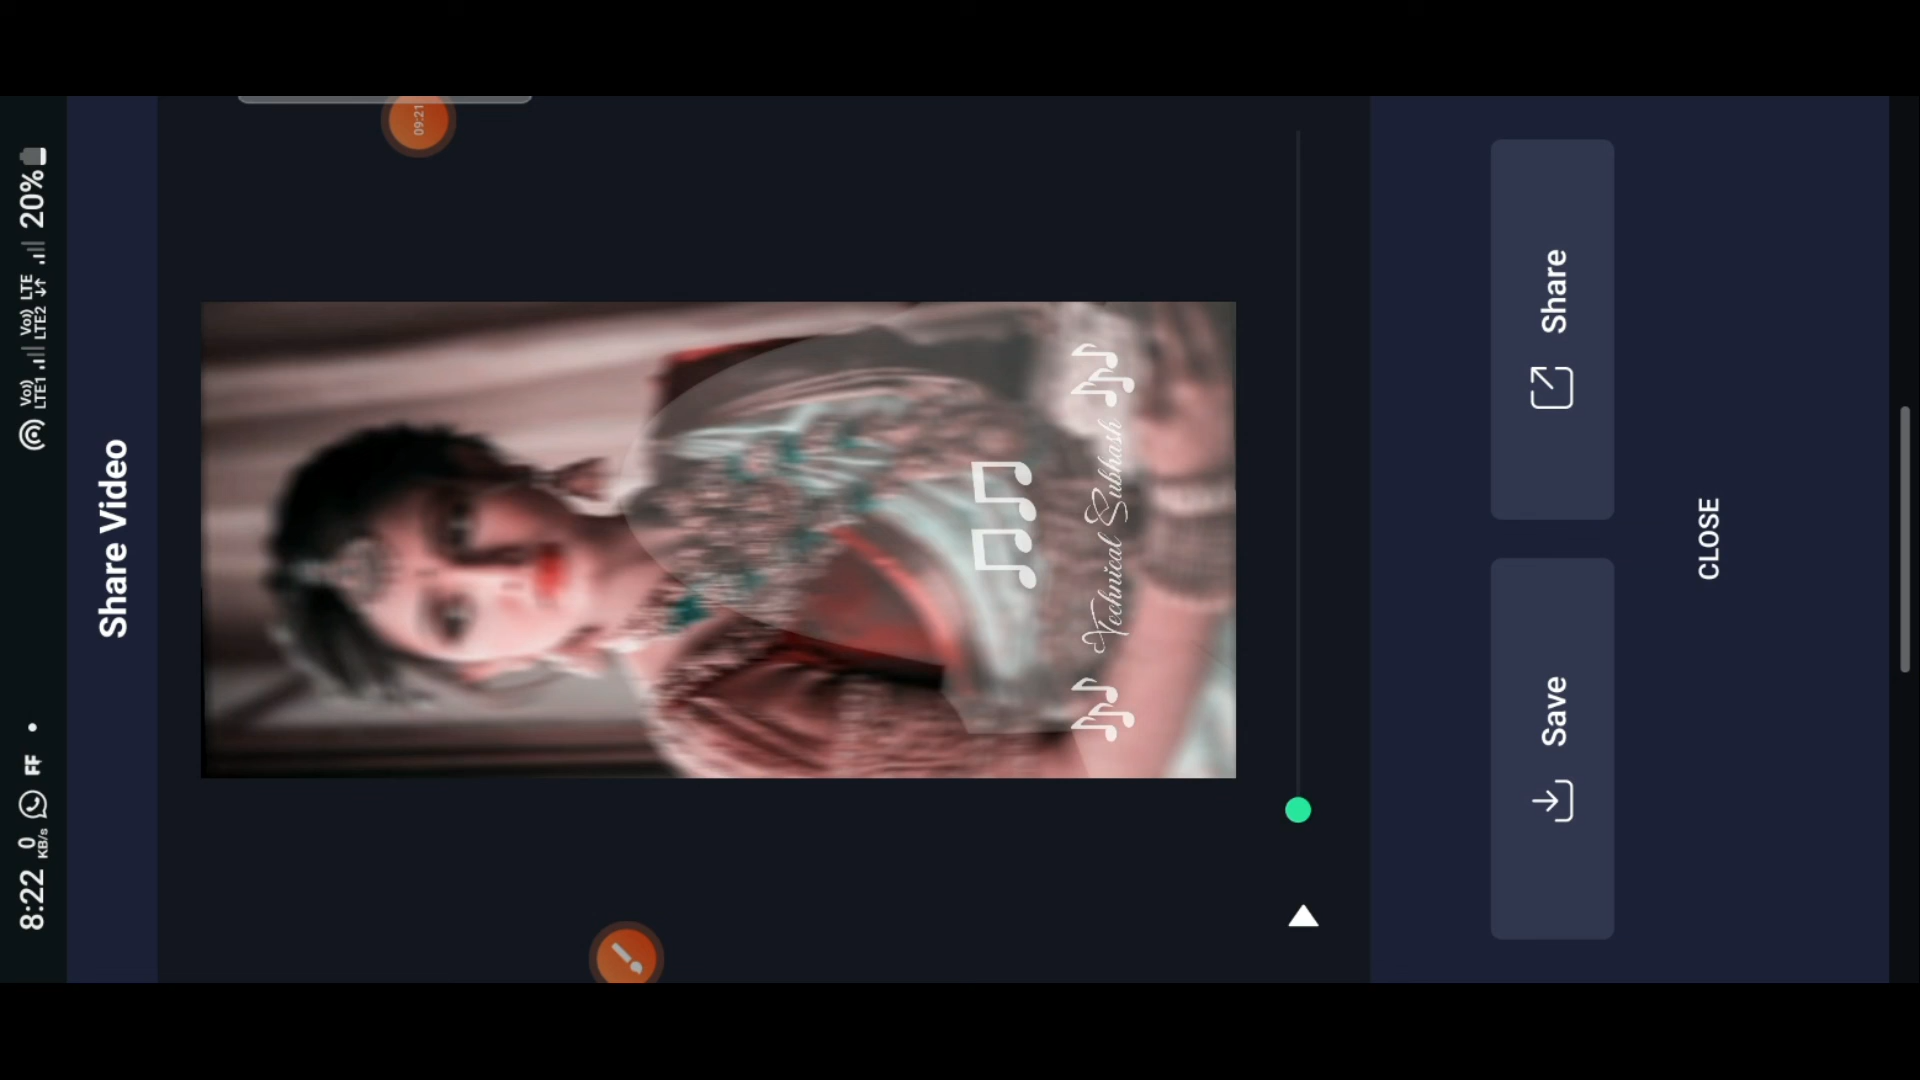 8:22 0 KB/s FF • Vo)) LTE1 Vo)) LTE LTE2 20%
09:21
Share Video
Technical Subhash
Save
Share
CLOSE